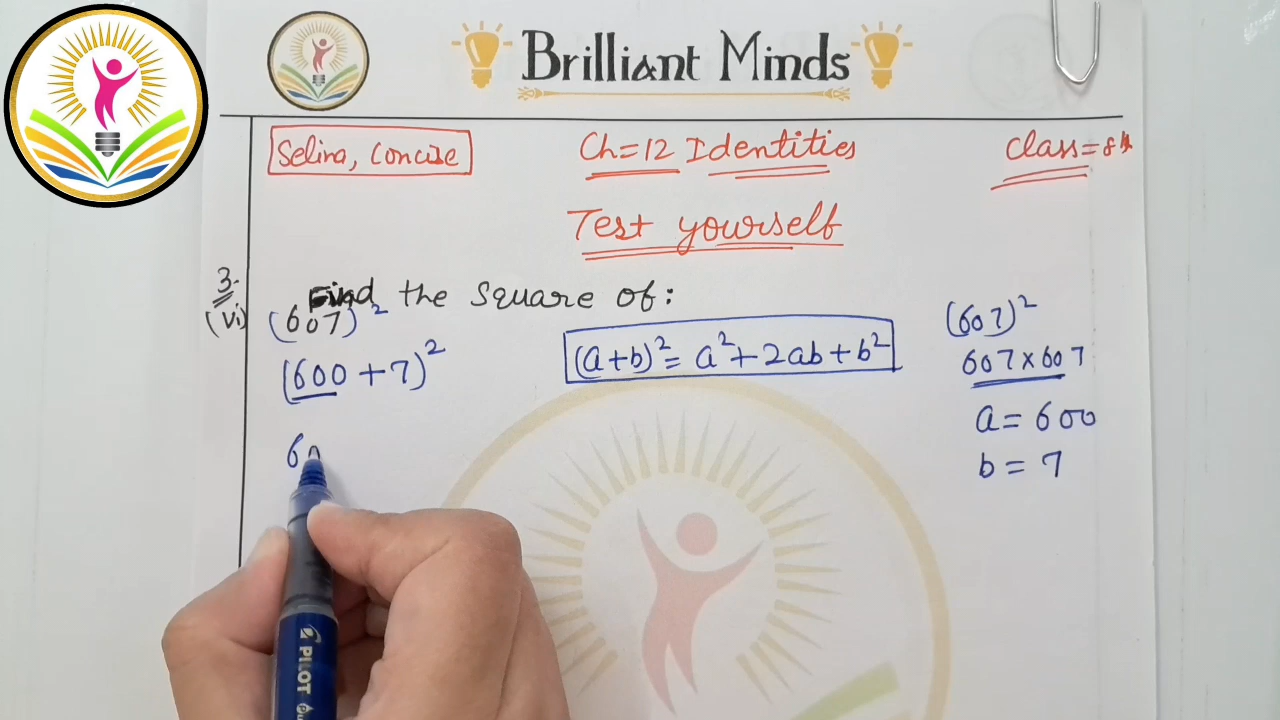 Brilliant Minds
Selina, Concise
Ch=12 Identities
Class=8th
Test yourself
3.
Find the square of:
(vi)
(607)²
(600+7)²
60
(a+b)²= a²+2ab+b²
(607)²
607×607
a= 600
b= 7
PILOT